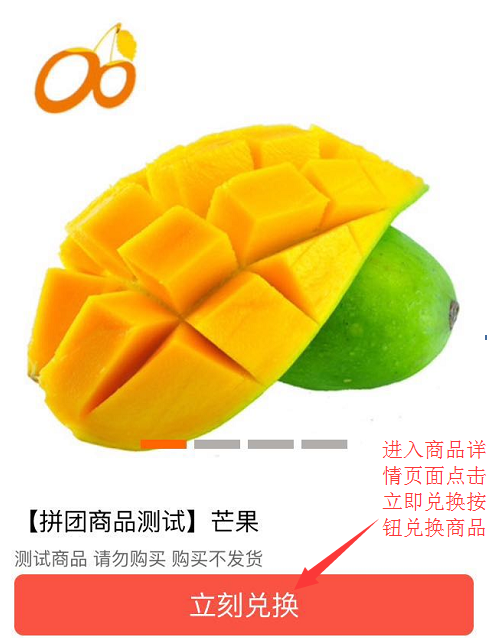 进入商品详
情页面点击
立即兑换按
钮兑换商品
【拼团商品测试】芒果
测试商品 请勿购买 购买不发货
立刻兑换